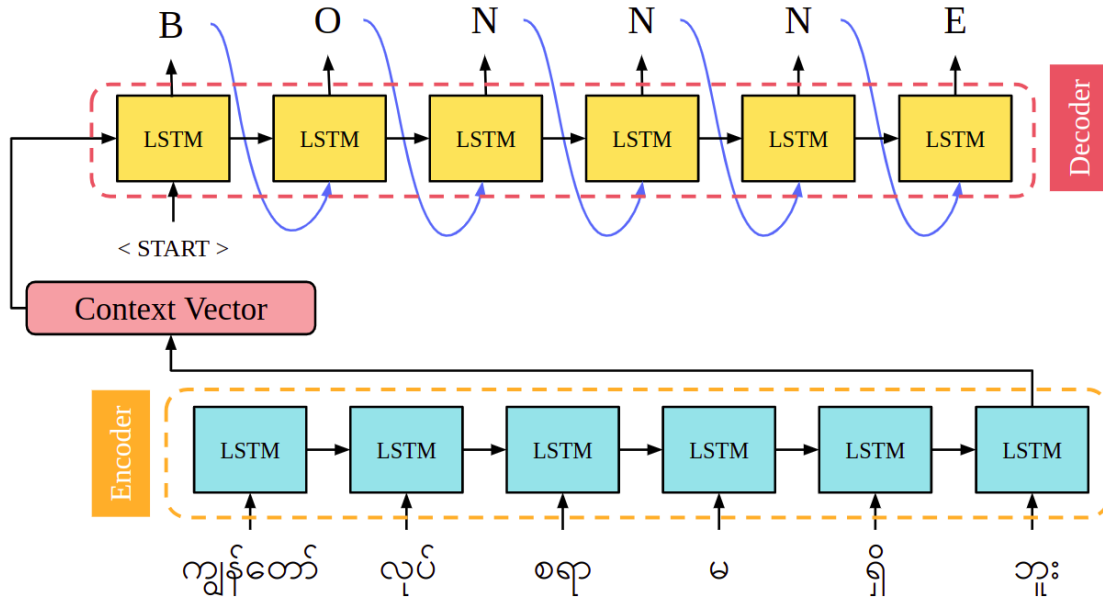 B O N N N E
LSTM LSTM LSTM LSTM LSTM LSTM
Decoder
< START >
Context Vector
Encoder
LSTM LSTM LSTM LSTM LSTM LSTM
ကျွန်တော် လုပ် စရာ မ ရှိ ဘူး